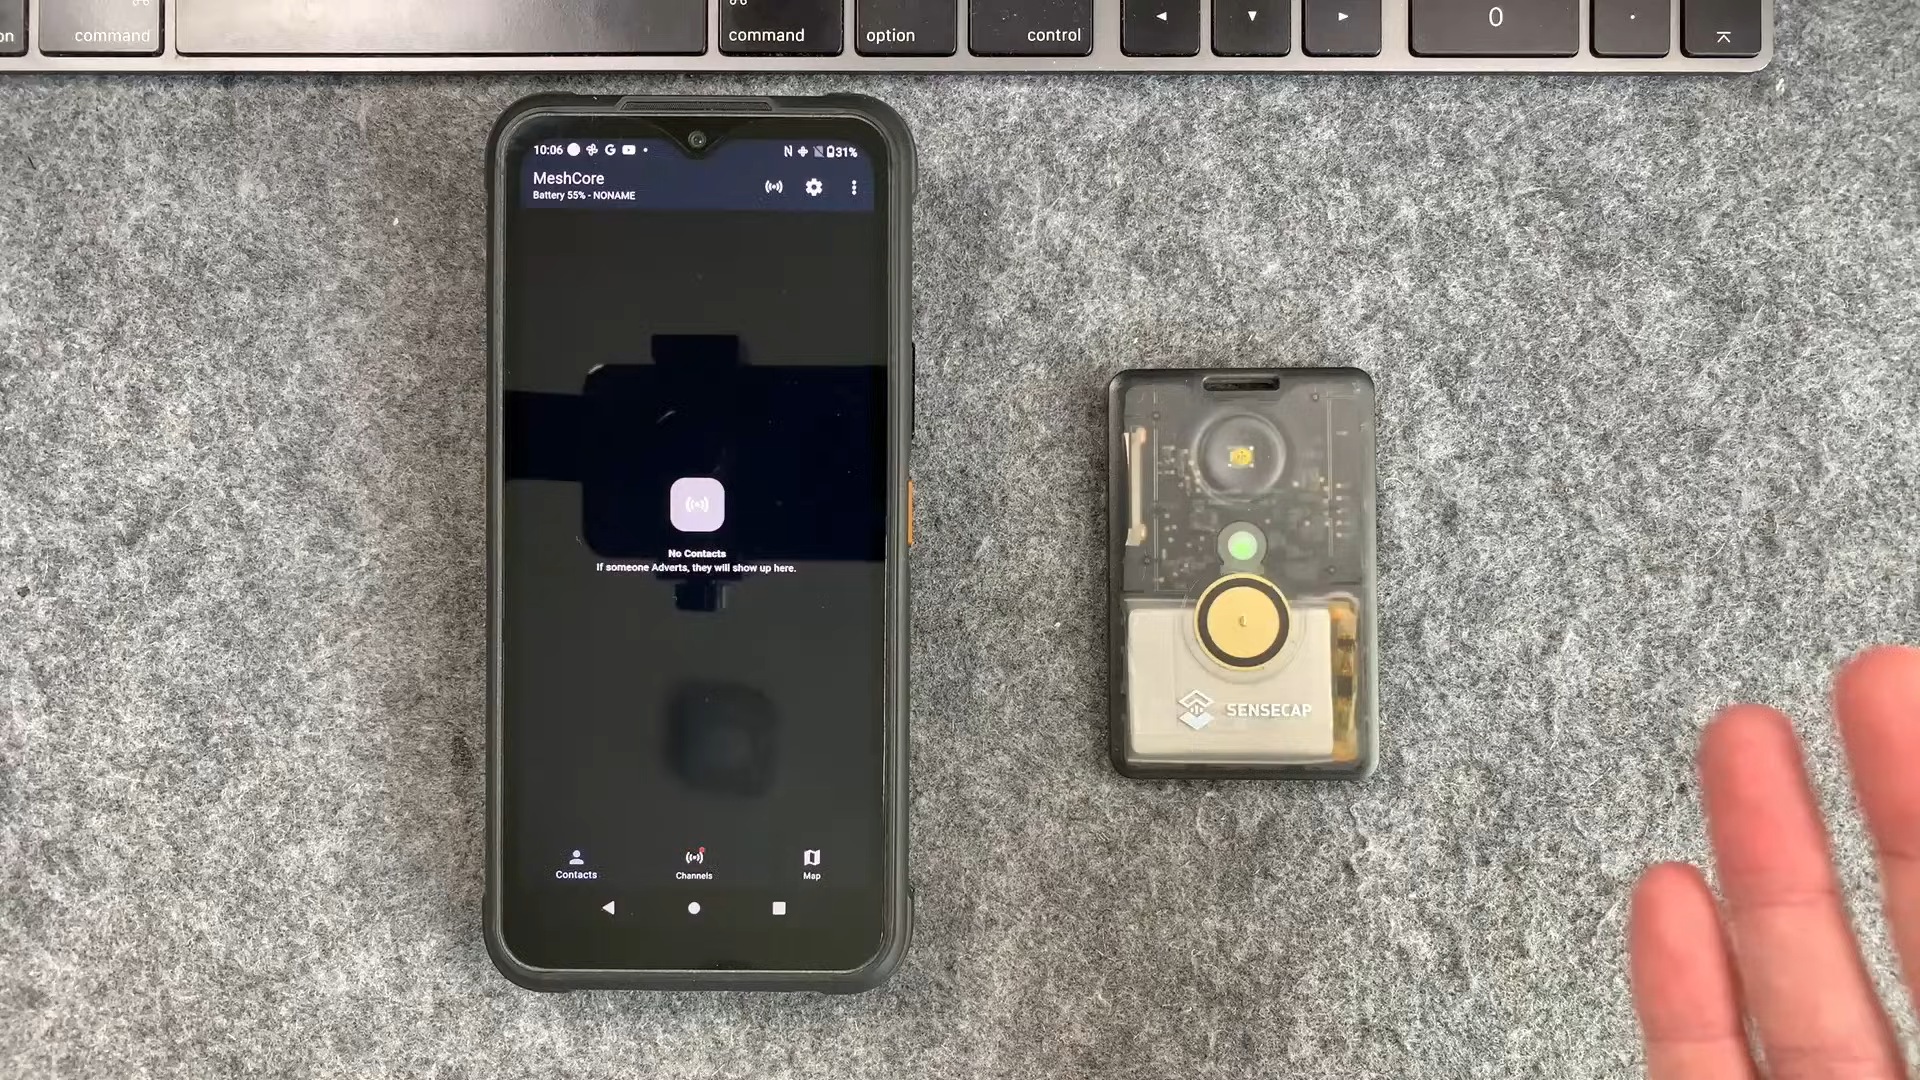 on
command
command
option
control
0
.
10:06
N
31%
MeshCore
Battery 55% - NONAME
No Contacts
If someone Adverts, they will show up here.
Contacts
Channels
Map
SENSECAP